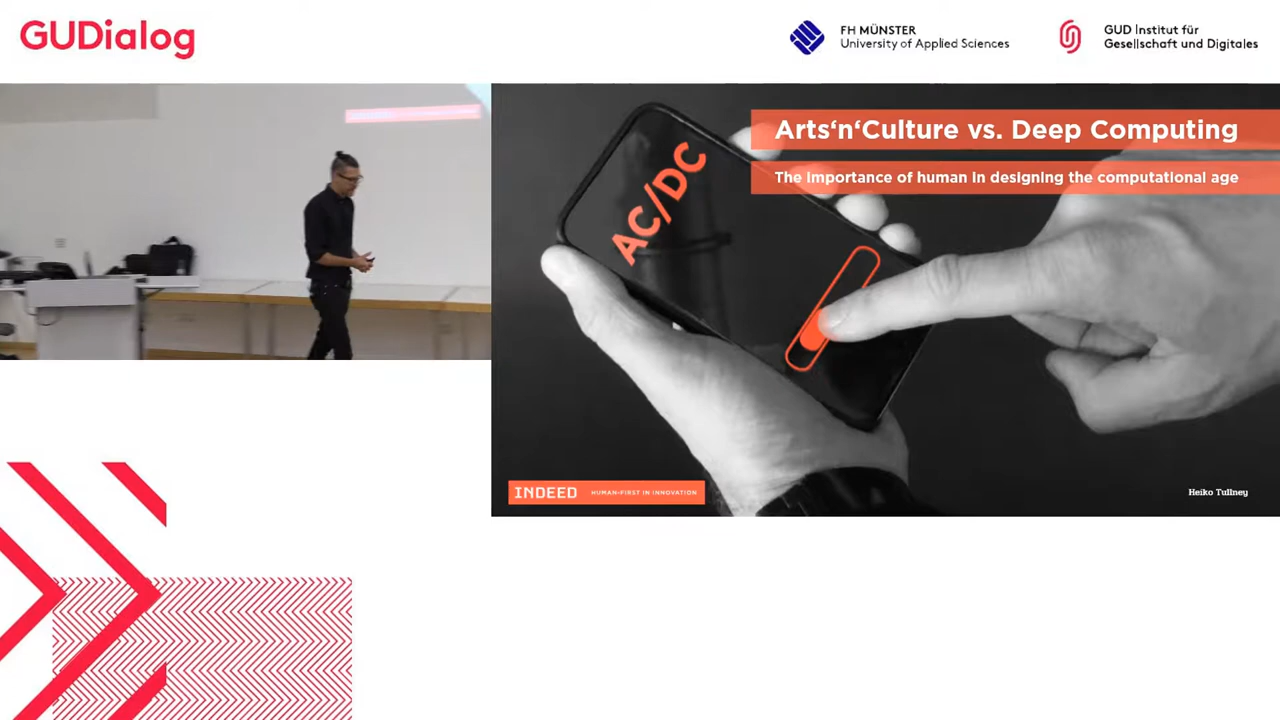 GUDialog
FH MÜNSTER
University of Applied Sciences
GUD Institut für
Gesellschaft und Digitales
Arts‘n‘Culture vs. Deep Computing
The importance of human in designing the computational age
AC/DC
INDEED HUMAN-FIRST IN INNOVATION
Heiko Tullney